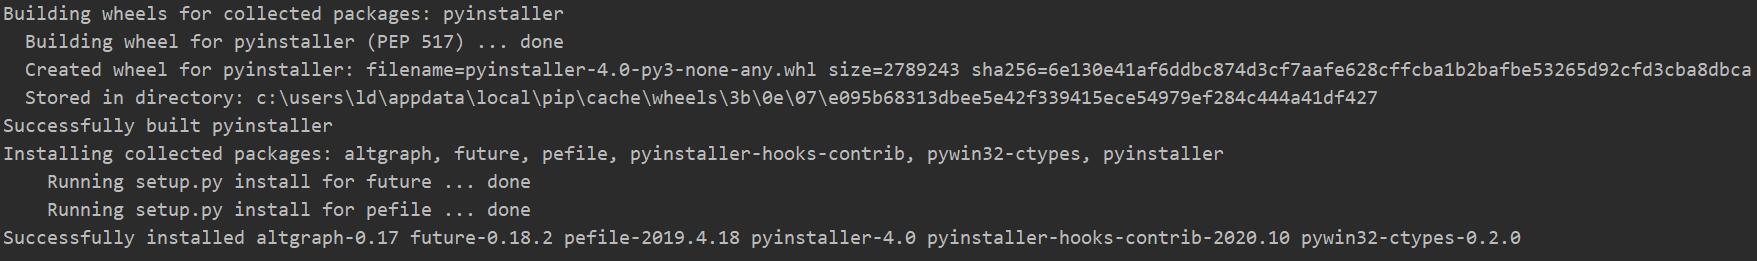 Building wheels for collected packages: pyinstaller
Building wheel for pyinstaller (PEP 517) ... done
Created wheel for pyinstaller: filename=pyinstaller-4.0-py3-none-any.whl size=2789243 sha256=6e130e41af6ddbc874d3cf7aafe628cffcba1b2bafbe53265d92cfd3cba8dbca
Stored in directory: c:\users\ld\appdata\local\pip\cache\wheels\3b\0e\07\e095b68313dbee5e42f339415ece54979ef284c444a41df427
Successfully built pyinstaller
Installing collected packages: altgraph, future, pefile, pyinstaller-hooks-contrib, pywin32-ctypes, pyinstaller
Running setup.py install for future ... done
Running setup.py install for pefile ... done
Successfully installed altgraph-0.17 future-0.18.2 pefile-2019.4.18 pyinstaller-4.0 pyinstaller-hooks-contrib-2020.10 pywin32-ctypes-0.2.0